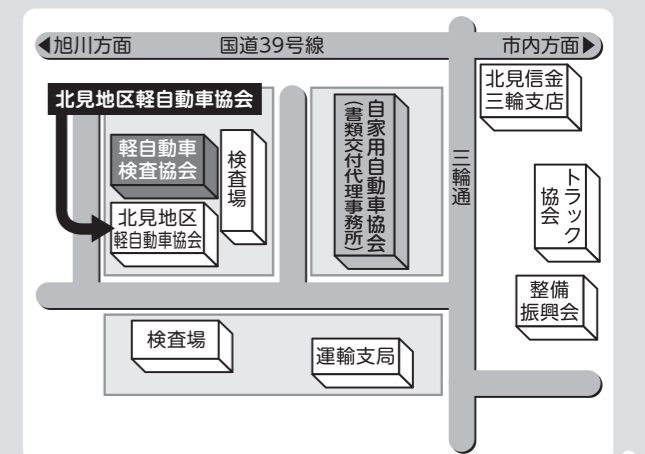 ◀旭川方面
国道39号線
市内方面▶
北見地区軽自動車協会
北見信金
三輪支店
軽自動車
検査協会
検査場
北見地区
軽自動車協会
自家用自動車協会
（書類交付代理事務所）
三輪通
トラック
協会
整備
振興会
検査場
運輸支局